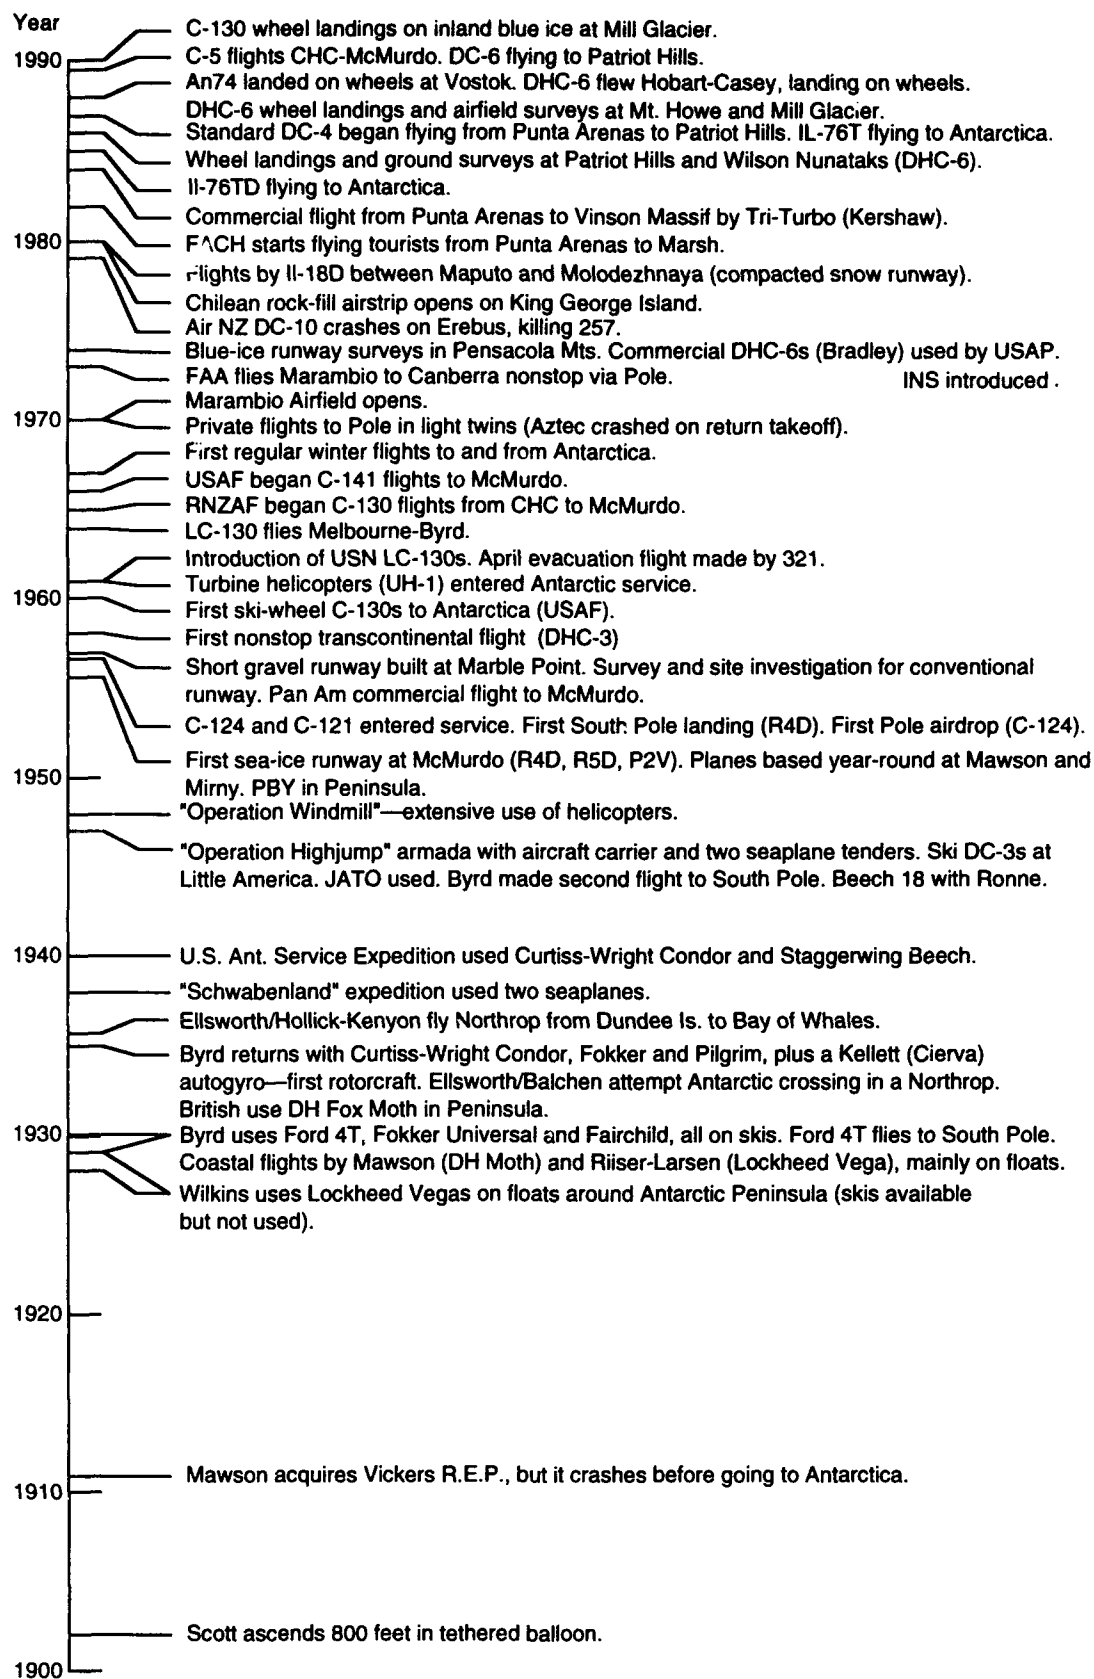 Year
C-130 wheel landings on inland blue ice at Mill Glacier.
1990
C-5 flights CHC-McMurdo. DC-6 flying to Patriot Hills.
An74 landed on wheels at Vostok. DHC-6 flew Hobart-Casey, landing on wheels.
DHC-6 wheel landings and airfield surveys at Mt. Howe and Mill Glacier.
Standard DC-4 began flying from Punta Arenas to Patriot Hills. IL-76T flying to Antarctica.
Wheel landings and ground surveys at Patriot Hills and Wilson Nunataks (DHC-6).
Il-76TD flying to Antarctica.
Commercial flight from Punta Arenas to Vinson Massif by Tri-Turbo (Kershaw).
1980
FACH starts flying tourists from Punta Arenas to Marsh.
Flights by Il-18D between Maputo and Molodezhnaya (compacted snow runway).
Chilean rock-fill airstrip opens on King George Island.
Air NZ DC-10 crashes on Erebus, killing 257.
Blue-ice runway surveys in Pensacola Mts. Commercial DHC-6s (Bradley) used by USAP.
FAA flies Marambio to Canberra nonstop via Pole. INS introduced.
Marambio Airfield opens.
1970
Private flights to Pole in light twins (Aztec crashed on return takeoff).
First regular winter flights to and from Antarctica.
USAF began C-141 flights to McMurdo.
RNZAF began C-130 flights from CHC to McMurdo.
LC-130 flies Melbourne-Byrd.
Introduction of USN LC-130s. April evacuation flight made by 321.
Turbine helicopters (UH-1) entered Antarctic service.
1960
First ski-wheel C-130s to Antarctica (USAF).
First nonstop transcontinental flight (DHC-3)
Short gravel runway built at Marble Point. Survey and site investigation for conventional
runway. Pan Am commercial flight to McMurdo.
C-124 and C-121 entered service. First South Pole landing (R4D). First Pole airdrop (C-124).
First sea-ice runway at McMurdo (R4D, R5D, P2V). Planes based year-round at Mawson and
1950
Mirny. PBY in Peninsula.
"Operation Windmill"—extensive use of helicopters.
"Operation Highjump" armada with aircraft carrier and two seaplane tenders. Ski DC-3s at
Little America. JATO used. Byrd made second flight to South Pole. Beech 18 with Ronne.
1940
U.S. Ant. Service Expedition used Curtiss-Wright Condor and Staggerwing Beech.
"Schwabenland" expedition used two seaplanes.
Ellsworth/Hollick-Kenyon fly Northrop from Dundee Is. to Bay of Whales.
Byrd returns with Curtiss-Wright Condor, Fokker and Pilgrim, plus a Kellett (Cierva)
autogyro—first rotorcraft. Ellsworth/Balchen attempt Antarctic crossing in a Northrop.
British use DH Fox Moth in Peninsula.
1930
Byrd uses Ford 4T, Fokker Universal and Fairchild, all on skis. Ford 4T flies to South Pole.
Coastal flights by Mawson (DH Moth) and Riiser-Larsen (Lockheed Vega), mainly on floats.
Wilkins uses Lockheed Vegas on floats around Antarctic Peninsula (skis available
but not used).
1920
Mawson acquires Vickers R.E.P., but it crashes before going to Antarctica.
1910
Scott ascends 800 feet in tethered balloon.
1900